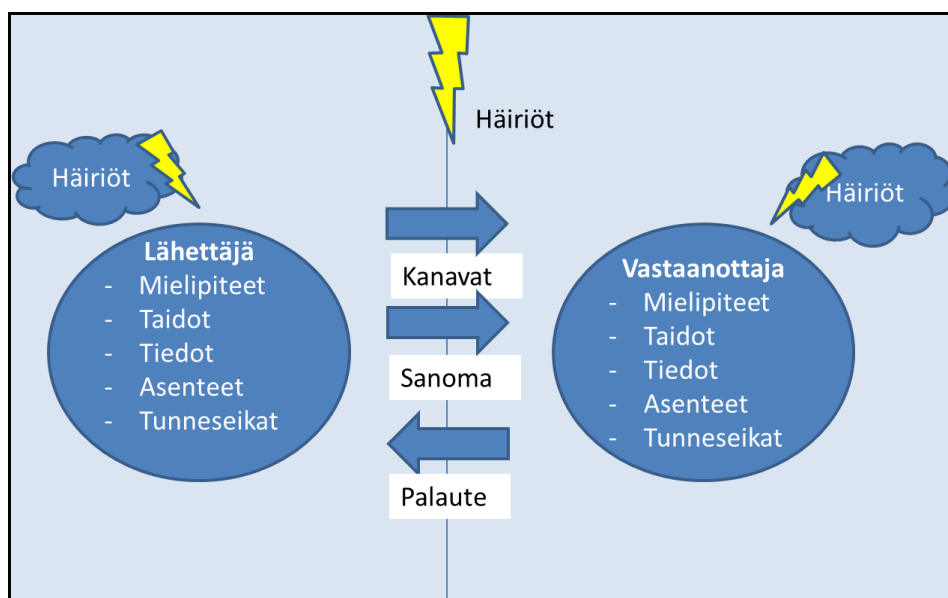 Häiriöt
Häiriöt
Häiriöt
Lähettäjä
- Mielipiteet
- Taidot
- Tiedot
- Asenteet
- Tunneseikat
Kanavat
Sanoma
Palaute
Vastaanottaja
- Mielipiteet
- Taidot
- Tiedot
- Asenteet
- Tunneseikat